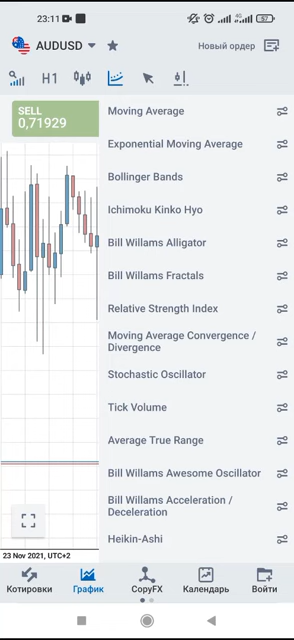 23:11
57
AUDUSD
Новый ордер
H1
SELL
0,71929
Moving Average
Exponential Moving Average
Bollinger Bands
Ichimoku Kinko Hyo
Bill Willams Alligator
Bill Willams Fractals
Relative Strength Index
Moving Average Convergence /
Divergence
Stochastic Oscillator
Tick Volume
Average True Range
Bill Willams Awesome Oscillator
Bill Willams Acceleration /
Deceleration
Heikin-Ashi
23 Nov 2021, UTC+2
Котировки
График
CopyFX
Календарь
Войти